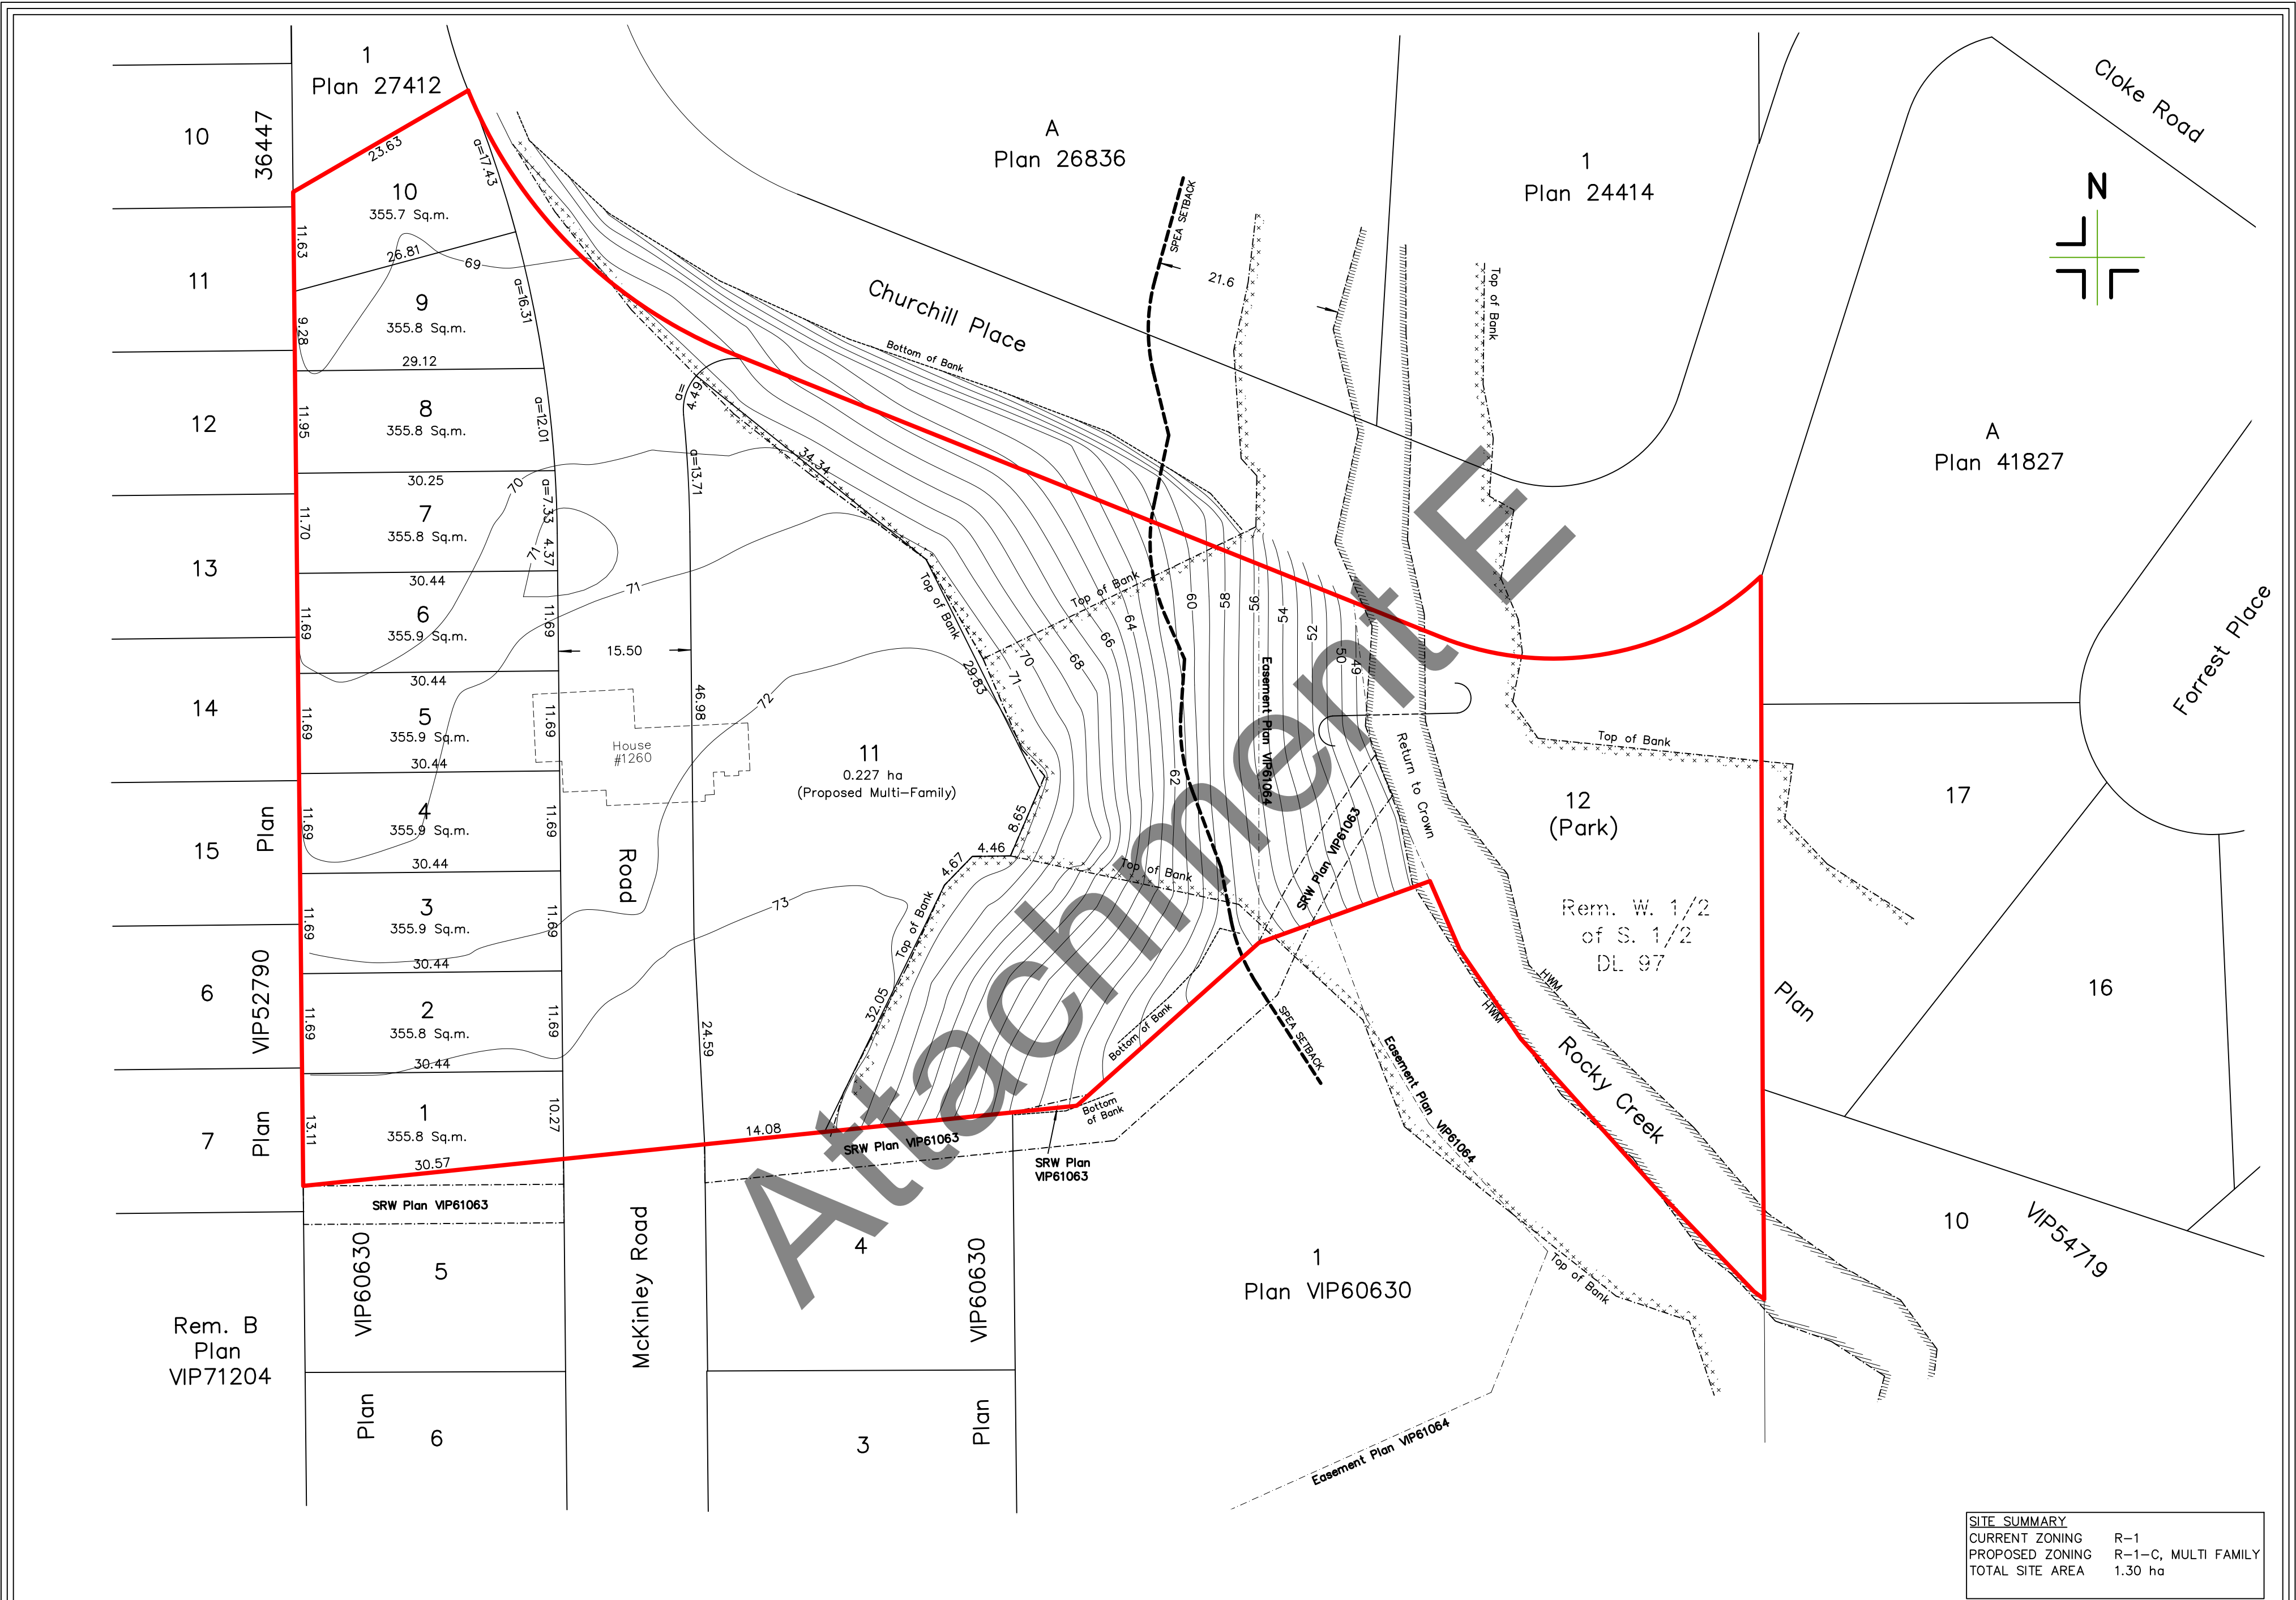 1
Plan 27412
10
36447
11
12
13
14
15
Plan
6
VIP52790
7
Plan
Rem. B
Plan
VIP71204
23.63
a=17.43
10
355.7 Sq.m.
11.63
26.81
69
a=16.31
9
355.8 Sq.m.
9.28
29.12
8
355.8 Sq.m.
11.95
a=12.01
30.25
70
7
355.8 Sq.m.
11.70
a=7.33
4.37
71
30.44
6
355.9 Sq.m.
11.69
11.69
30.44
5
355.9 Sq.m.
11.69
11.69
30.44
4
355.9 Sq.m.
11.69
11.69
30.44
3
355.9 Sq.m.
11.69
11.69
30.44
2
355.8 Sq.m.
11.69
11.69
30.44
1
355.8 Sq.m.
13.11
10.27
30.57
SRW Plan VIP61063
VIP60630
5
Plan
6
15.50
House
#1260
Road
McKinley Road
a=
4.49
a=13.71
46.98
24.59
14.08
34.34
71
72
73
11
0.227 ha
(Proposed Multi-Family)
Top of Bank
29.83
8.65
4.46
4.67
Top of Bank
32.05
SRW Plan VIP61063
SRW Plan
VIP61063
4
VIP60630
3
Plan
Churchill Place
Bottom of Bank
A
Plan 26836
SPEA SETBACK
21.6
1
Plan 24414
Top of Bank
Cloke Road
N
A
Plan 41827
Forrest Place
Top of Bank
71
70
68
66
64
62
60
58
56
54
52
50
49
Easement Plan VIP61064
Return to Crown
Top of Bank
SRW Plan VIP61063
Top of Bank
12
(Park)
Rem. W. 1/2
of S. 1/2
DL 97
17
16
Plan
10
VIP54719
HWM
HWM
Rocky Creek
Bottom of Bank
Bottom
of Bank
SPEA SETBACK
Easement Plan VIP61064
Top of Bank
1
Plan VIP60630
Easement Plan VIP61064
Attachment E
SITE SUMMARY
CURRENT ZONING R-1
PROPOSED ZONING R-1-C, MULTI FAMILY
TOTAL SITE AREA 1.30 ha